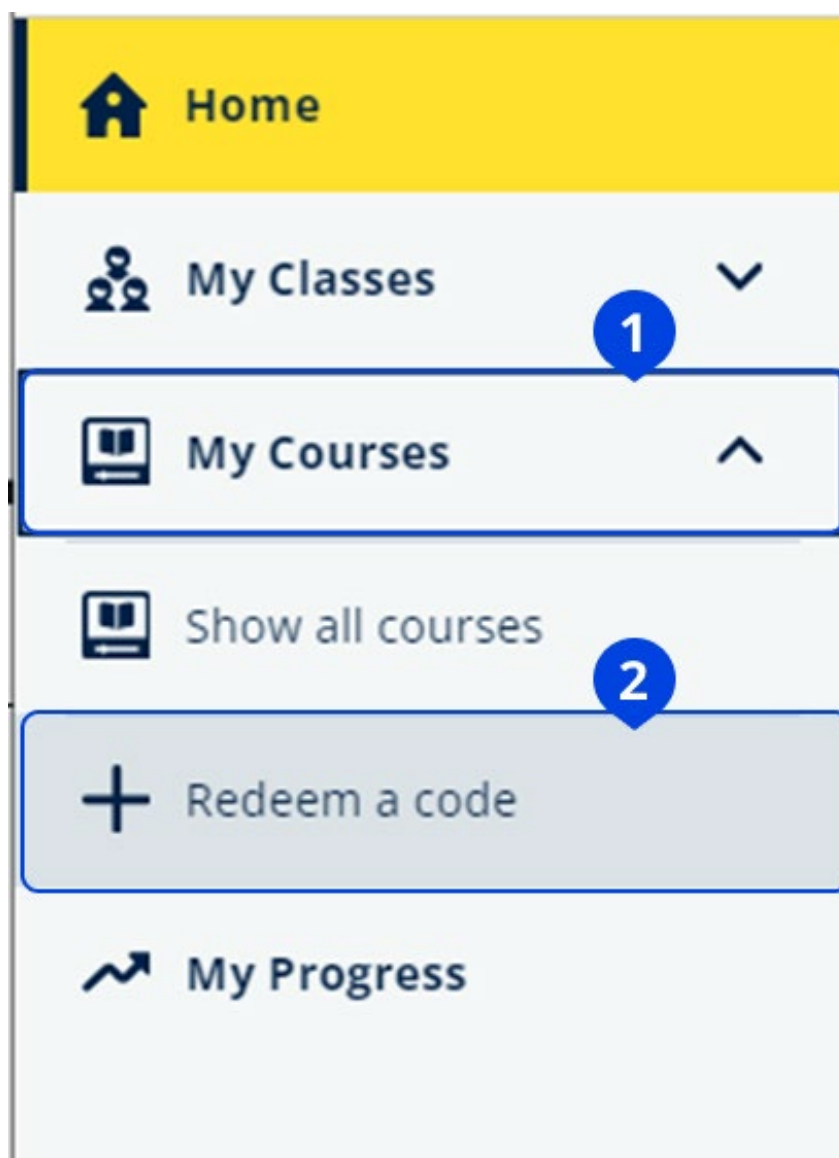 Home
My Classes
1
My Courses
Show all courses
2
Redeem a code
My Progress